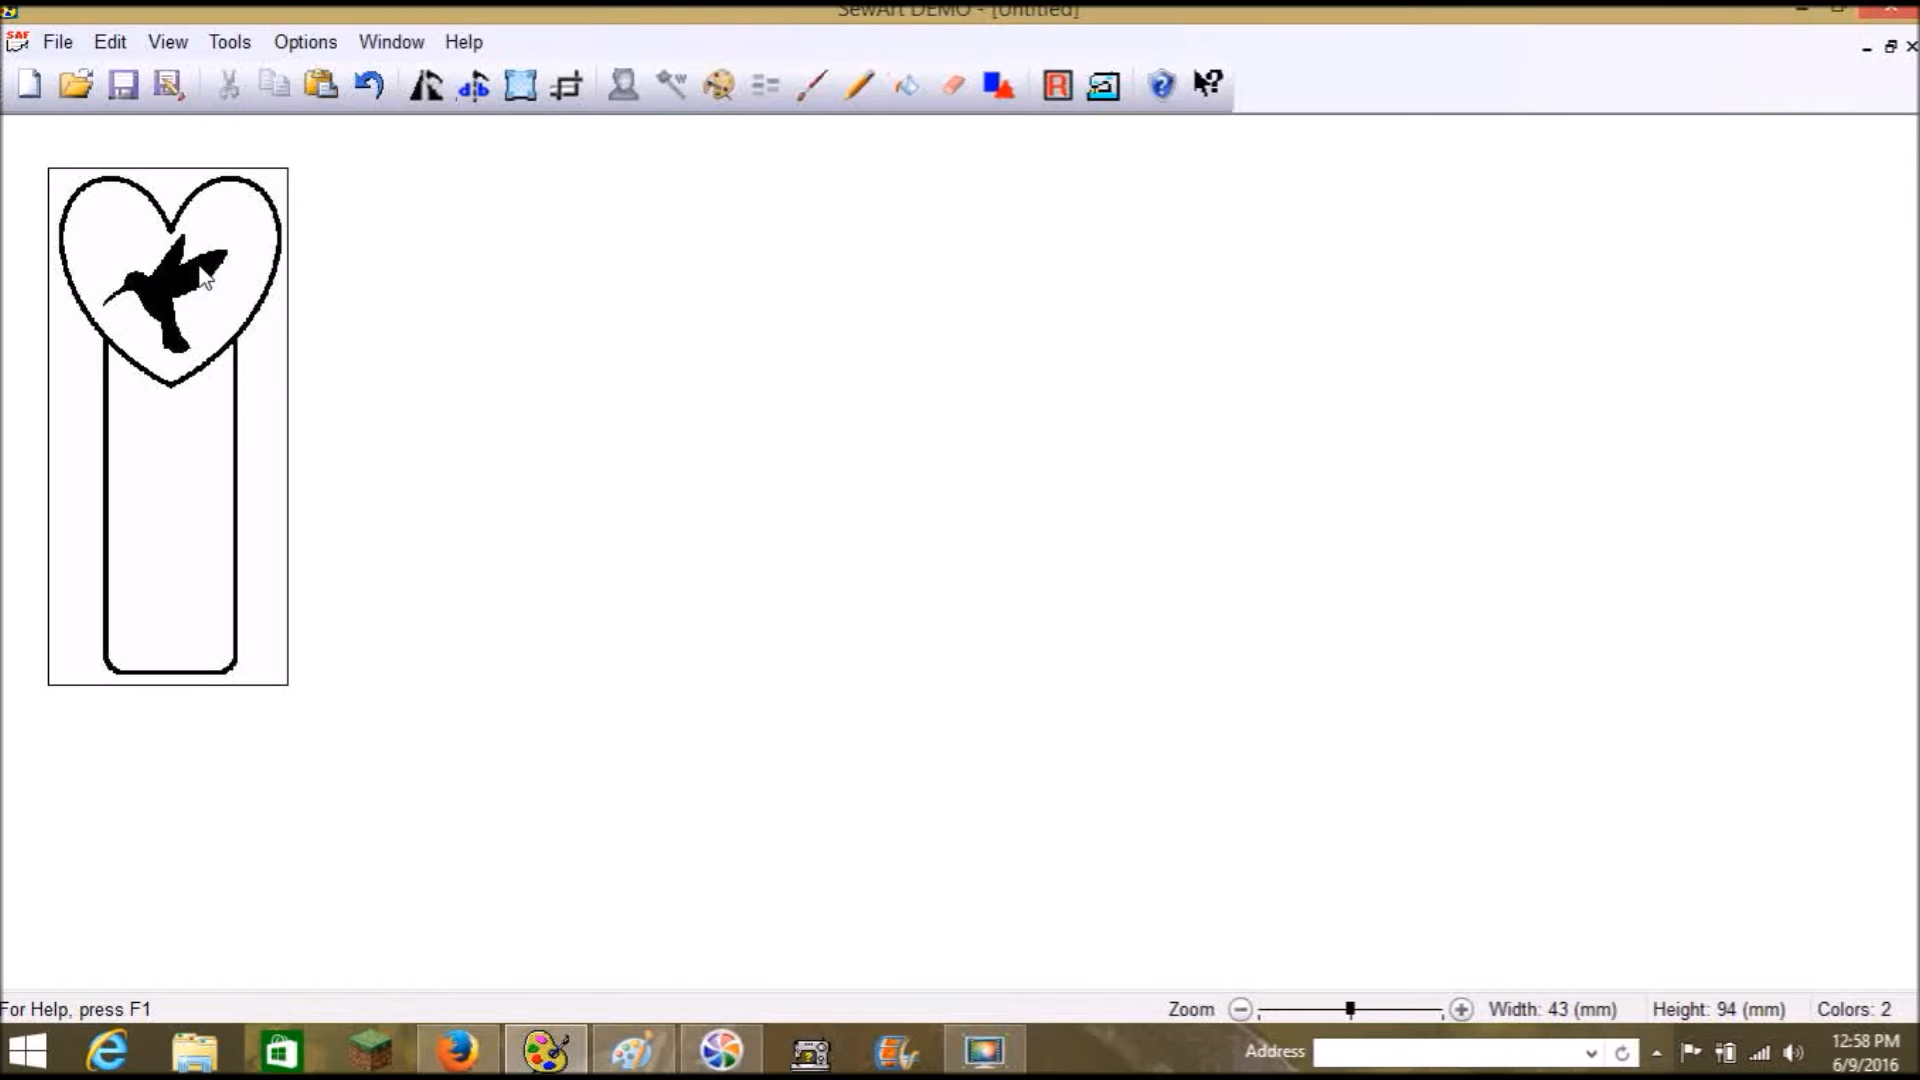 SewArt DEMO - [Untitled]
SAF File Edit View Tools Options Window Help
For Help, press F1
Zoom Width: 43 (mm) Height: 94 (mm) Colors: 2
Address
12:58 PM
6/9/2016